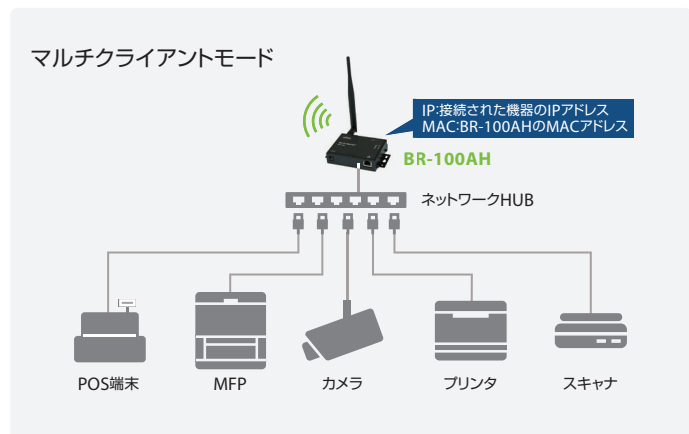 マルチクライアントモード
IP:接続された機器のIPアドレス
MAC:BR-100AHのMACアドレス
BR-100AH
ネットワークHUB
POS端末
MFP
カメラ
プリンタ
スキャナ